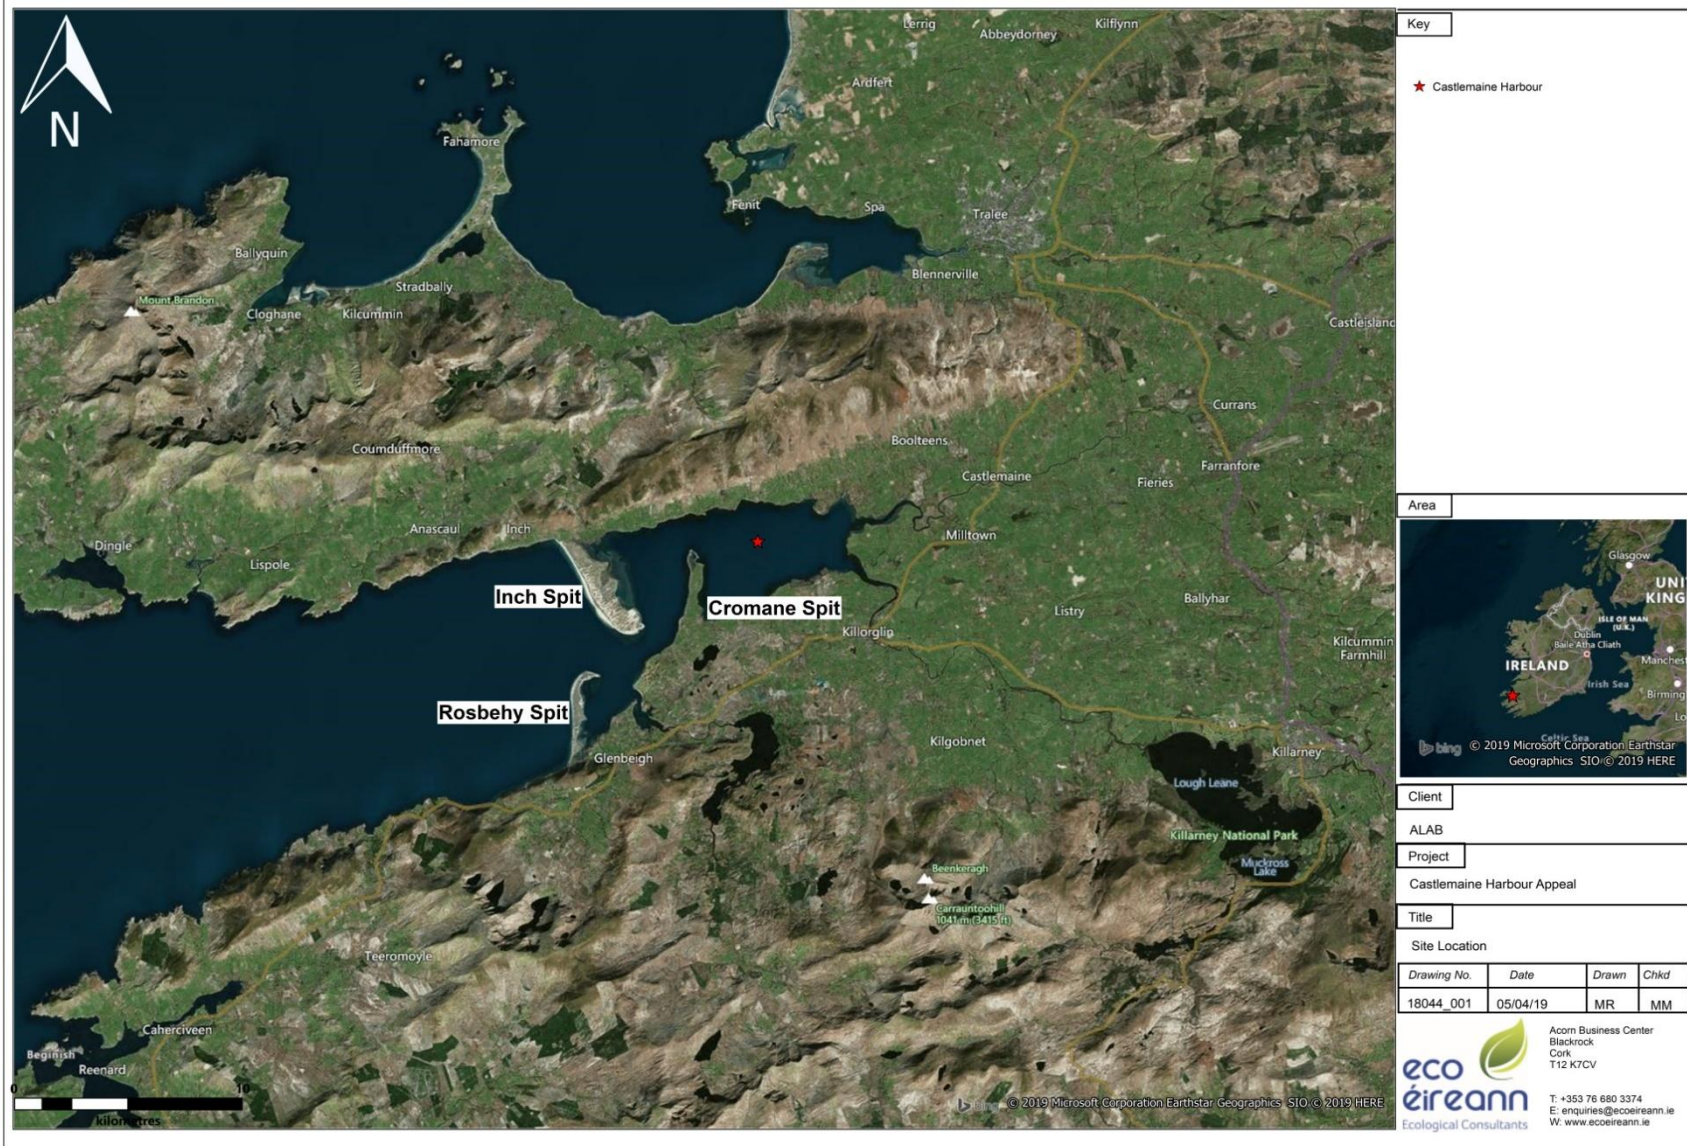 N
Lerrig
Kilflynn
Abbeydorney
Ardfert
Fahamore
Fenit
Spa
Tralee
Ballyquin
Blennerville
Stradbally
Mount Brandon
Cloghane
Kilcummin
Castleisland
Currans
Boolteens
Coumduffmore
Farranfore
Castlemaine
Fieries
Anascaul
Inch
Milltown
Dingle
Lispole
Inch Spit
Cromane Spit
Ballyhar
Listry
Killorglin
Kilcummin
Farmhill
Rosbehy Spit
Kilgobnet
Glenbeigh
Killarney
Lough Leane
Killarney National Park
Muckross
Lake
Beenkeragh
Carrauntoohill
1041 m (3415 ft)
Teeromoyle
Caherciveen
Beginish
Reenard
0 10
kilometres
bing © 2019 Microsoft Corporation Earthstar Geographics SIO © 2019 HERE
Key
Castlemaine Harbour
Area
Glasgow
UNI
KING
ISLE OF MAN
(U.K.)
Dublin
Baile Átha Cliath
Manchest
IRELAND
Irish Sea
Birming
Lo
Celtic Sea
bing © 2019 Microsoft Corporation Earthstar
Geographics SIO © 2019 HERE
Client
ALAB
Project
Castlemaine Harbour Appeal
Title
Site Location
Drawing No. Date Drawn Chkd
18044_001 05/04/19 MR MM
eco
éireann
Ecological Consultants
Acorn Business Center
Blackrock
Cork
T12 K7CV
T: +353 76 680 3374
E: enquiries@ecoeireann.ie
W: www.ecoeireann.ie